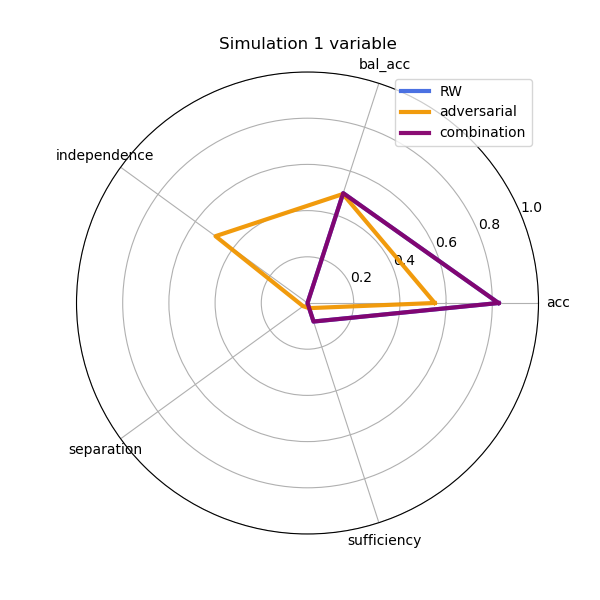 Simulation 1 variable
bal_acc
RW
adversarial
combination
independence
1.0
0.8
0.6
0.4
0.2
acc
separation
sufficiency